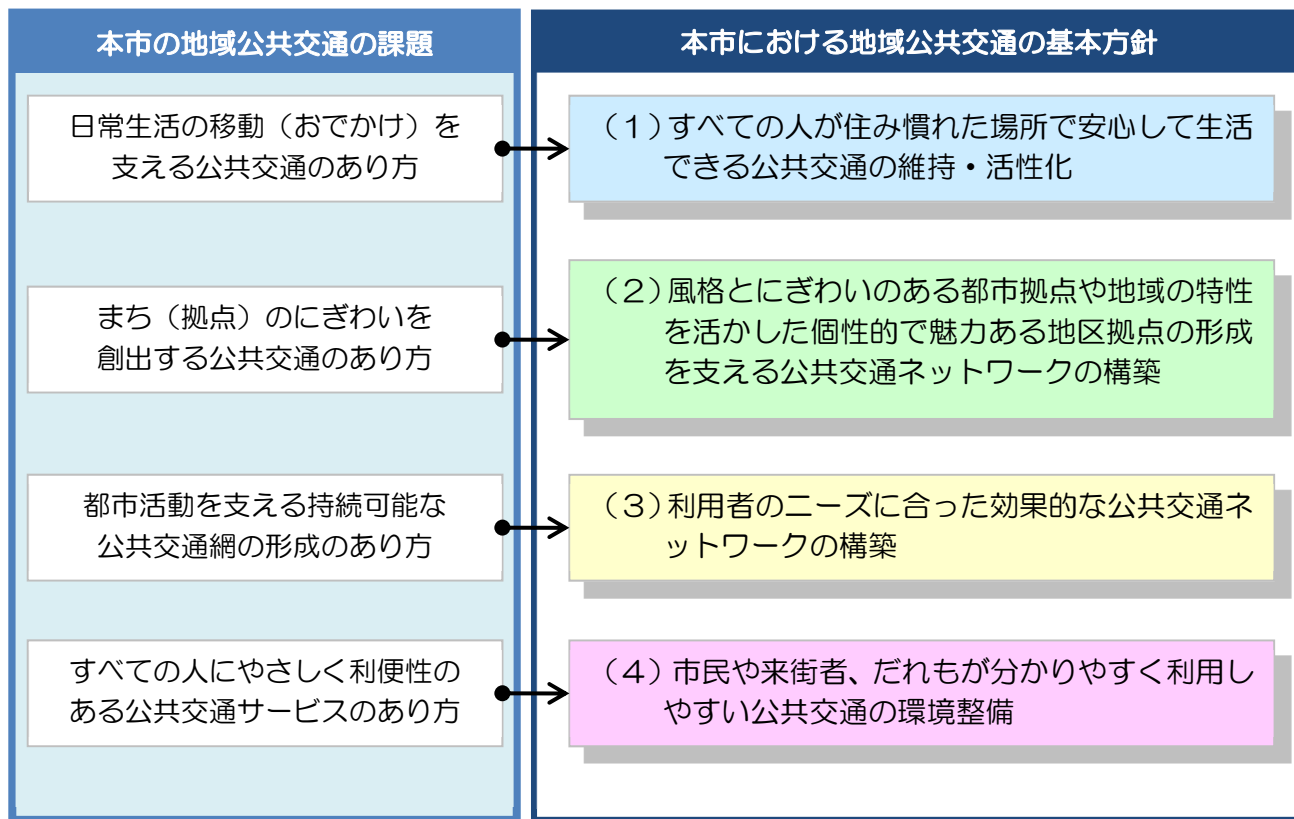 本市の地域公共交通の課題
本市における地域公共交通の基本方針
日常生活の移動（おでかけ）を
支える公共交通のあり方
（１）すべての人が住み慣れた場所で安心して生活
できる公共交通の維持・活性化
まち（拠点）のにぎわいを
創出する公共交通のあり方
（２）風格とにぎわいのある都市拠点や地域の特性
を活かした個性的で魅力ある地区拠点の形成
を支える公共交通ネットワークの構築
都市活動を支える持続可能な
公共交通網の形成のあり方
（３）利用者のニーズに合った効果的な公共交通ネ
ットワークの構築
すべての人にやさしく利便性の
ある公共交通サービスのあり方
（４）市民や来街者、だれもが分かりやすく利用し
やすい公共交通の環境整備